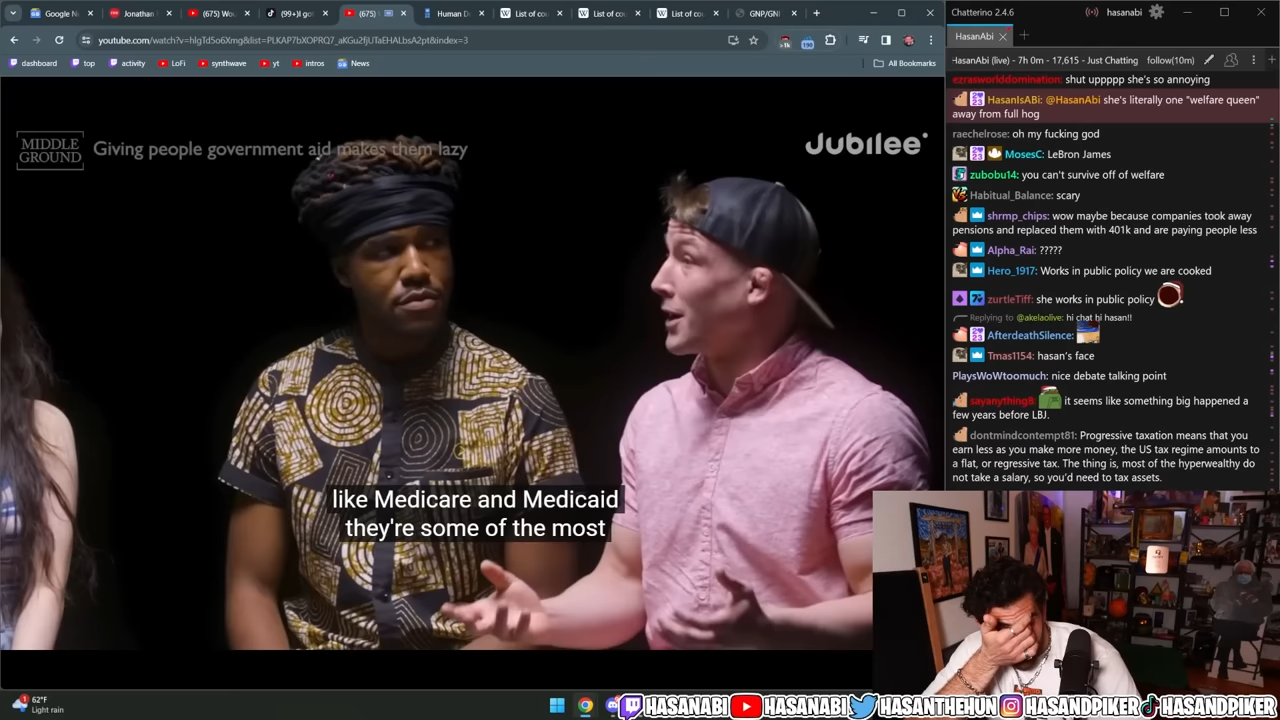 Google N
Jonathan
(675) Wou
(99+)
(675)
Human D
List of cou
List of cou
List of co
GNP/GNI
youtube.com/watch?v=hlgTd5o6Xmg&list=PLKAP7bXOPRQ7_aKGu2fjUTaEHALbsA2pt&index=3
dashboard
top
activity
LoFi
synthwave
yt
intros
News
All Bookmarks
MIDDLE
GROUND
Giving people government aid makes them lazy
Jubilee
like Medicare and Medicaid
they're some of the most
62°F
Light rain
Chatterino 2.4.6
hasanabi
HasanAbi
HasanAbi (live) - 7h 0m - 17,615 - Just Chatting
follow(10m)
ezrasworlddomination: shut uppppp she's so annoying
HasanIsABi: @HasanAbi she's literally one "welfare queen"
away from full hog
raechelrose: oh my fucking god
MosesC: LeBron James
zubobu14: you can't survive off of welfare
Habitual_Balance: scary
shrmp_chips: wow maybe because companies took away
pensions and replaced them with 401k and are paying people less
Alpha_Rai: ?????
Hero_1917: Works in public policy we are cooked
zurtleTiff: she works in public policy
Replying to @akelaolive: hi chat hi hasan!!
AfterdeathSilence:
Tmas1154: hasan's face
PlaysWoWtoomuch: nice debate talking point
sayanything8: it seems like something big happened a
few years before LBJ.
dontmindcontempt81: Progressive taxation means that you
earn less as you make more money, the US tax regime amounts to
a flat, or regressive tax. The thing is, most of the hyperwealthy do
not take a salary, so you'd need to tax assets.
HASANABI
HASANABI
HASANTHEHUN
HASANDPIKER
HASANDPIKER